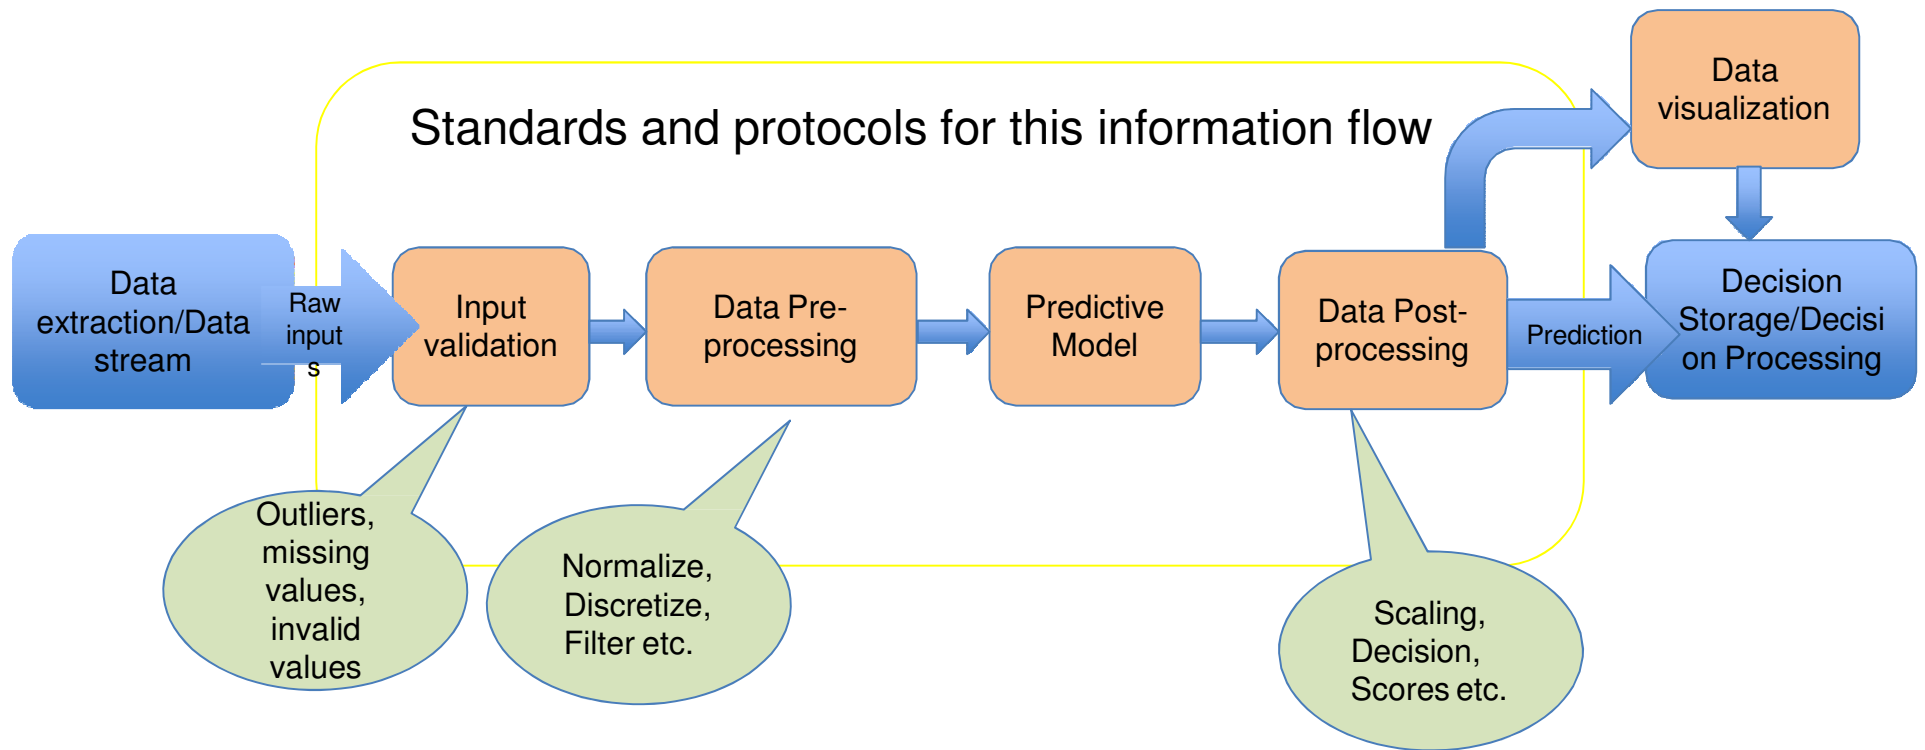 Standards and protocols for this information flow
Data
visualization
Data
extraction/Data
stream
Raw
input
s
Input
validation
Data Pre-
processing
Predictive
Model
Data Post-
processing
Prediction
Decision
Storage/Decisi
on Processing
Outliers,
missing
values,
invalid
values
Normalize,
Discretize,
Filter etc.
Scaling,
Decision,
Scores etc.